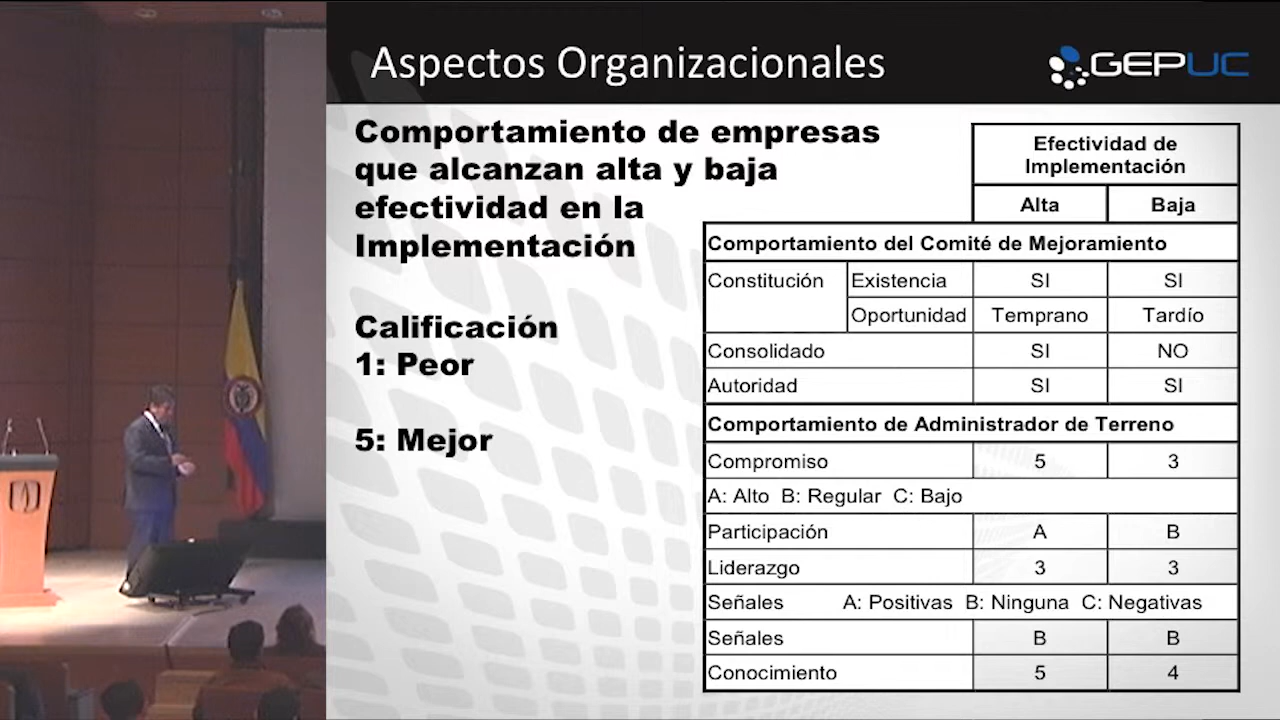 Aspectos Organizacionales
GEPUC
Comportamiento de empresas
que alcanzan alta y baja
efectividad en la
Implementación
Calificación
1: Peor
5: Mejor
Efectividad de
Implementación
Alta Baja
Comportamiento del Comité de Mejoramiento
Constitución Existencia SI SI
Oportunidad Temprano Tardío
Consolidado SI NO
Autoridad SI SI
Comportamiento de Administrador de Terreno
Compromiso 5 3
A: Alto B: Regular C: Bajo
Participación A B
Liderazgo 3 3
Señales A: Positivas B: Ninguna C: Negativas
Señales B B
Conocimiento 5 4